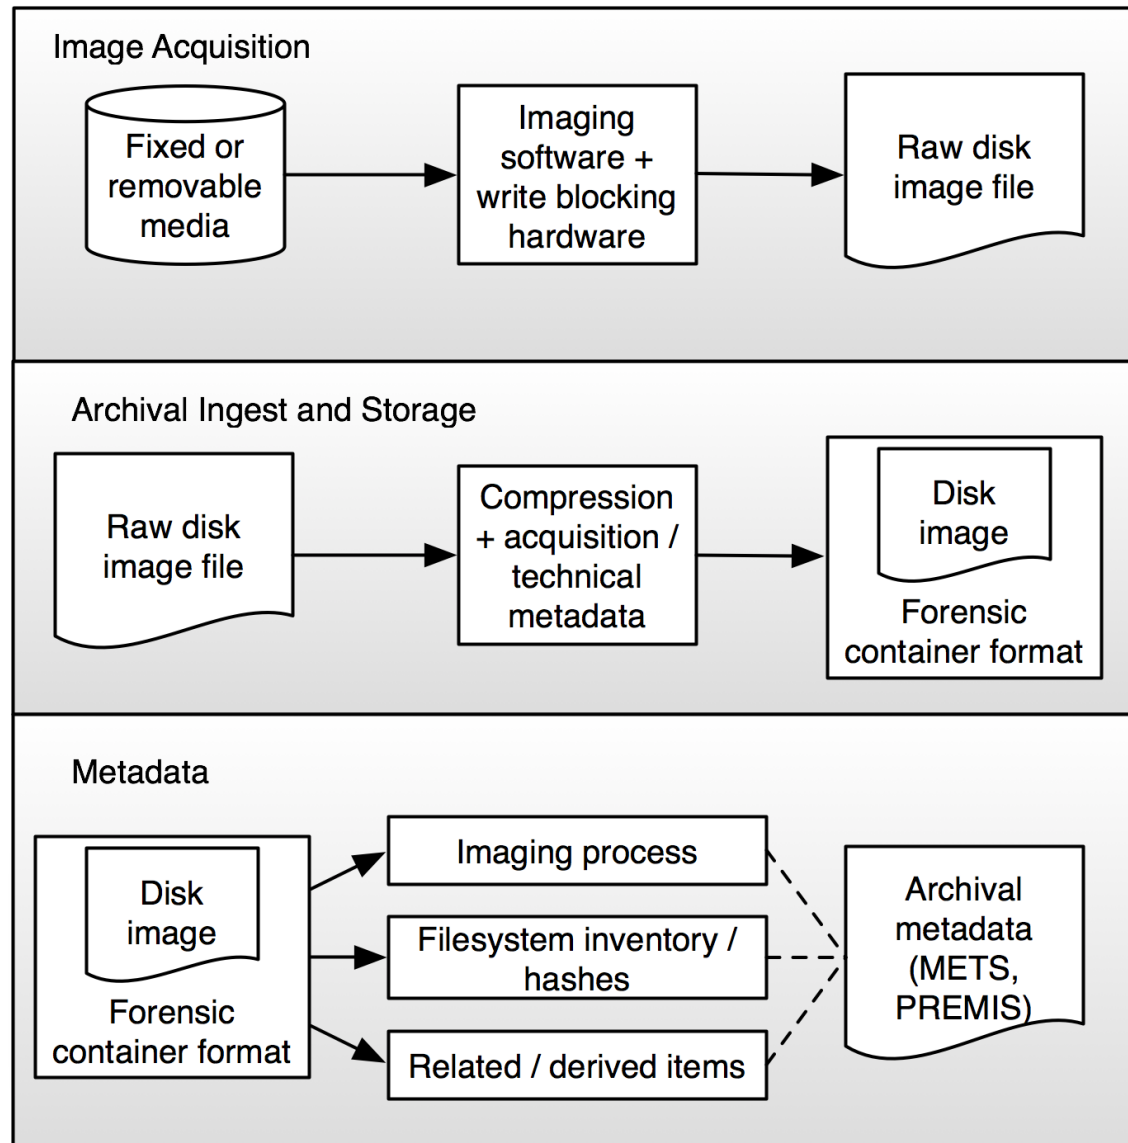 Image Acquisition
Fixed or
removable
media
Imaging
software +
write blocking
hardware
Raw disk
image file
Archival Ingest and Storage
Raw disk
image file
Compression
+ acquisition /
technical
metadata
Disk
image
Forensic
container format
Metadata
Disk
image
Forensic
container format
Imaging process
Filesystem inventory /
hashes
Related / derived items
Archival
metadata
(METS,
PREMIS)